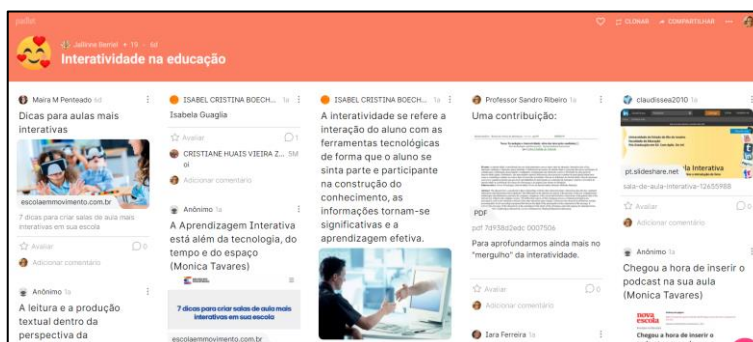 padlet
CLONAR
COMPARTILHAR
Jallinne Berriel + 19 · 6d
Interatividade na educação
Maira M Penteado 6d
Dicas para aulas mais
interativas
escolaemmovimento.com.br
7 dicas para criar salas de aula mais
interativas em sua escola
Avaliar
0
Adicionar comentário
Anônimo 1a
A leitura e a produção
textual dentro da
perspectiva da
ISABEL CRISTINA BOECH... 1a
Isabela Guaglia
Avaliar
1
CRISTIANE HUAIS VIEIRA Z... 5M
oi
Adicionar comentário
Anônimo 1a
A Aprendizagem Interativa
está além da tecnologia, do
tempo e do espaço
(Monica Tavares)
7 dicas para criar salas de aula mais
interativas em sua escola
escolaemmovimento.com.br
ISABEL CRISTINA BOECH... 1a
A interatividade se refere a
interação do aluno com as
ferramentas tecnológicas
de forma que o aluno se
sinta parte e participante
na construção do
conhecimento, as
informações tornam-se
significativas e a
aprendizagem efetiva.
Professor Sandro Ribeiro 1a
Uma contribuição:
PDF
pdf 7d938d2edc 0007506
Para aprofundarmos ainda mais no
"mergulho" da interatividade.
Avaliar
0
Adicionar comentário
Iara Ferreira 1a
claudissea2010 1a
la Interativa
pt.slideshare.net
sala-de-aula-interativa-12655988
Avaliar
0
Adicionar comentário
Anônimo 1a
Chegou a hora de inserir o
podcast na sua aula
(Monica Tavares)
nova
escola
Chegou a hora de inserir o